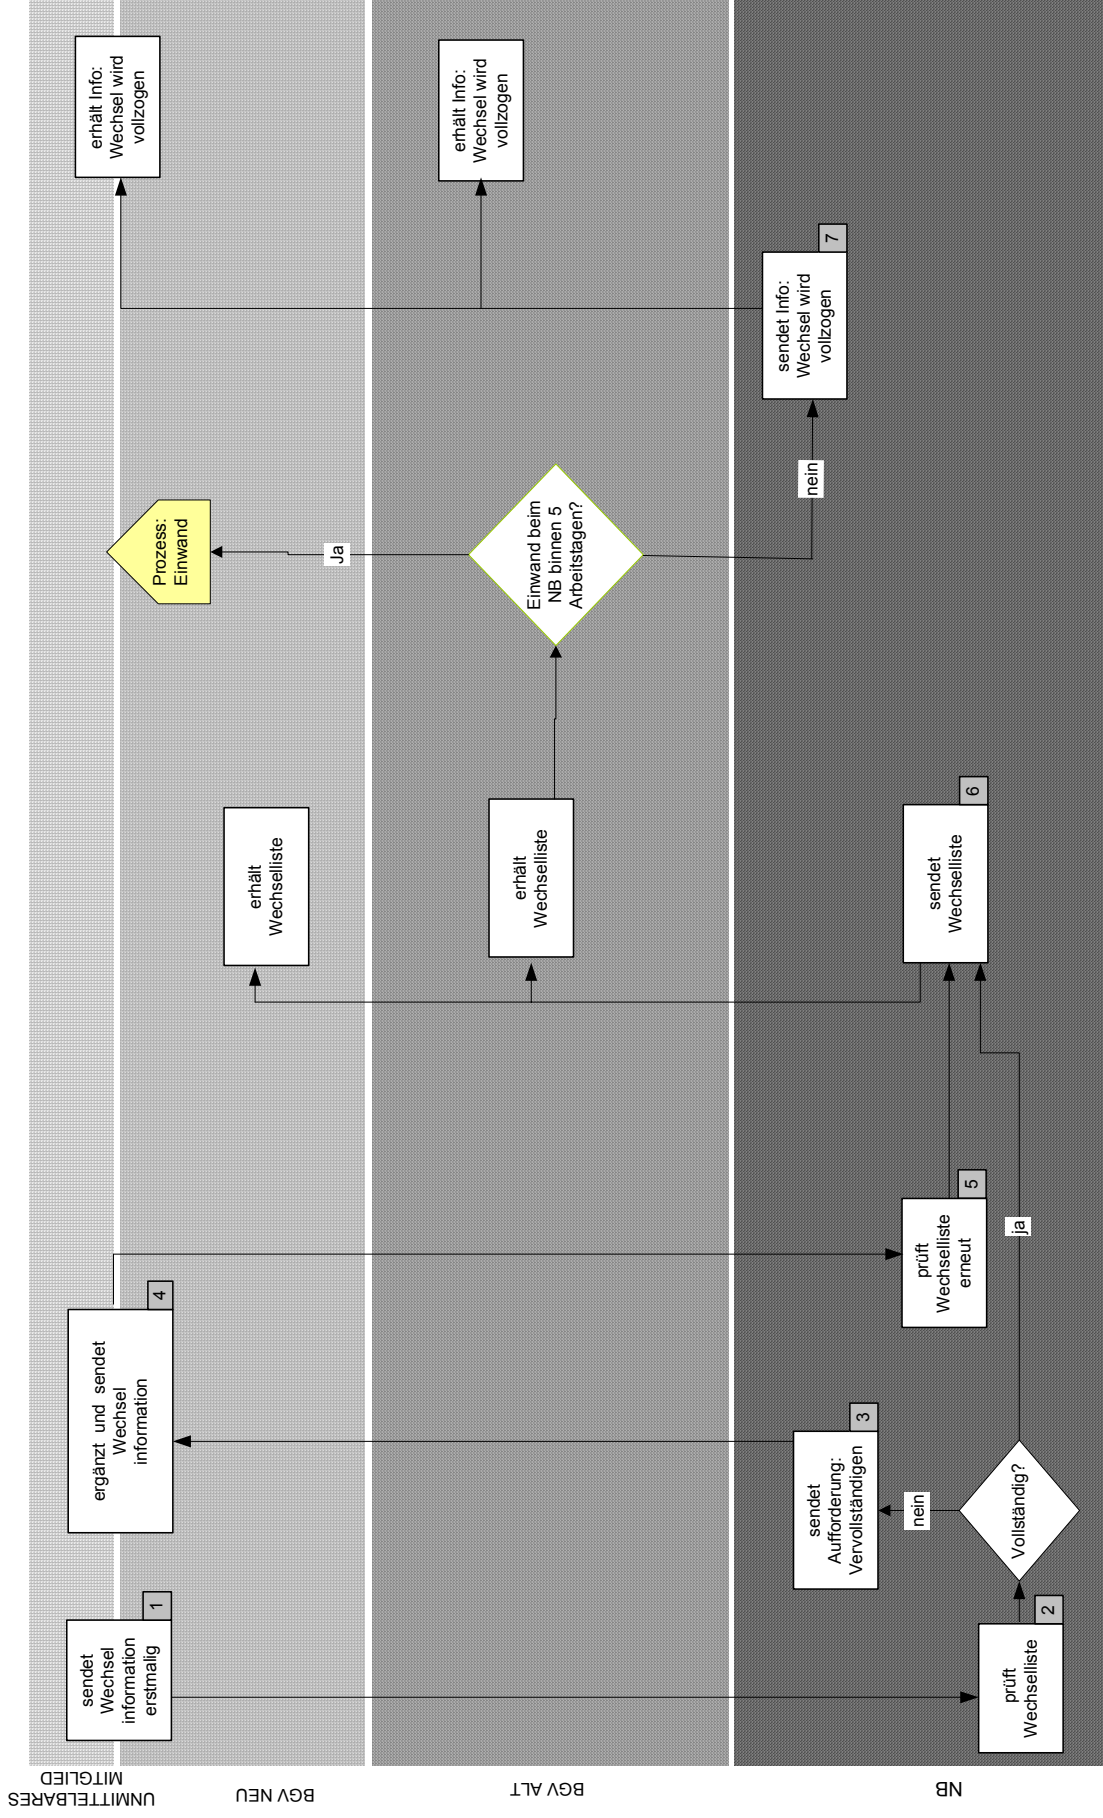 UNMITTELBARES
MITGLIED
BGV NEU
BGV ALT
NB
sendet
Wechsel
information
erstmalig
1
prüft
Wechselliste
2
Vollständig?
nein
ja
sendet
Aufforderung:
Vervollständigen
3
ergänzt und sendet
Wechsel
information
4
prüft
Wechselliste
erneut
5
sendet
Wechselliste
6
erhält
Wechselliste
erhält
Wechselliste
Einwand beim
NB binnen 5
Arbeitstagen?
Ja
Prozess:
Einwand
nein
sendet Info:
Wechsel wird
vollzogen
7
erhält Info:
Wechsel wird
vollzogen
erhält Info:
Wechsel wird
vollzogen